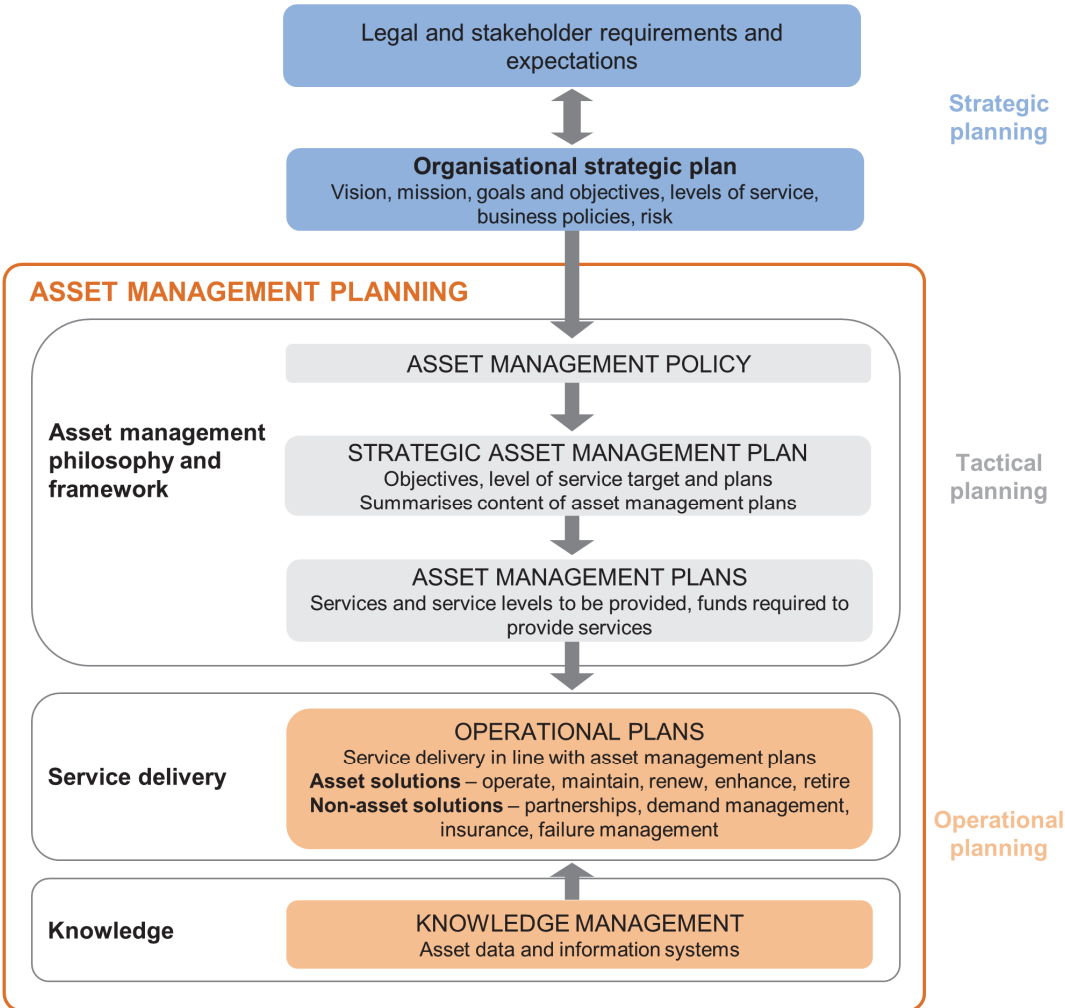 Legal and stakeholder requirements and
expectations
Strategic
planning
Organisational strategic plan
Vision, mission, goals and objectives, levels of service,
business policies, risk
ASSET MANAGEMENT PLANNING
ASSET MANAGEMENT POLICY
Asset management
philosophy and
framework
STRATEGIC ASSET MANAGEMENT PLAN
Objectives, level of service target and plans
Summarises content of asset management plans
Tactical
planning
ASSET MANAGEMENT PLANS
Services and service levels to be provided, funds required to
provide services
Service delivery
OPERATIONAL PLANS
Service delivery in line with asset management plans
Asset solutions – operate, maintain, renew, enhance, retire
Non-asset solutions – partnerships, demand management,
insurance, failure management
Operational
planning
Knowledge
KNOWLEDGE MANAGEMENT
Asset data and information systems